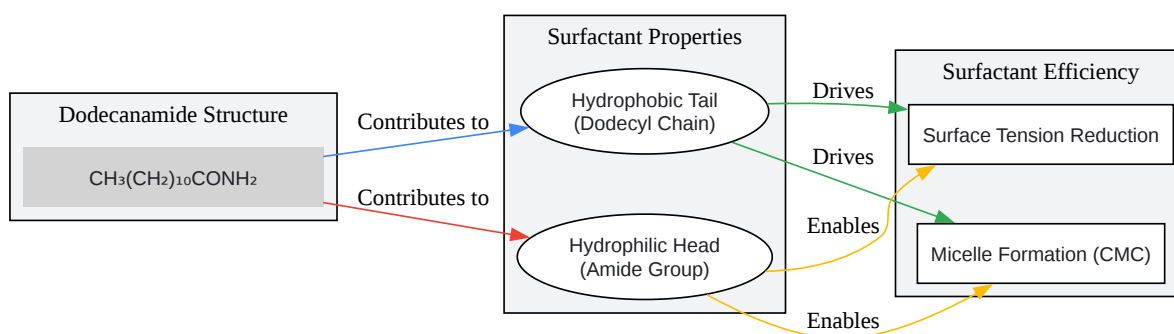 Dodecanamide Structure
CH₃(CH₂)₁₀CONH₂
Contributes to
Contributes to
Surfactant Properties
Hydrophobic Tail
(Dodecyl Chain)
Hydrophilic Head
(Amide Group)
Drives
Drives
Enables
Enables
Surfactant Efficiency
Surface Tension Reduction
Micelle Formation (CMC)